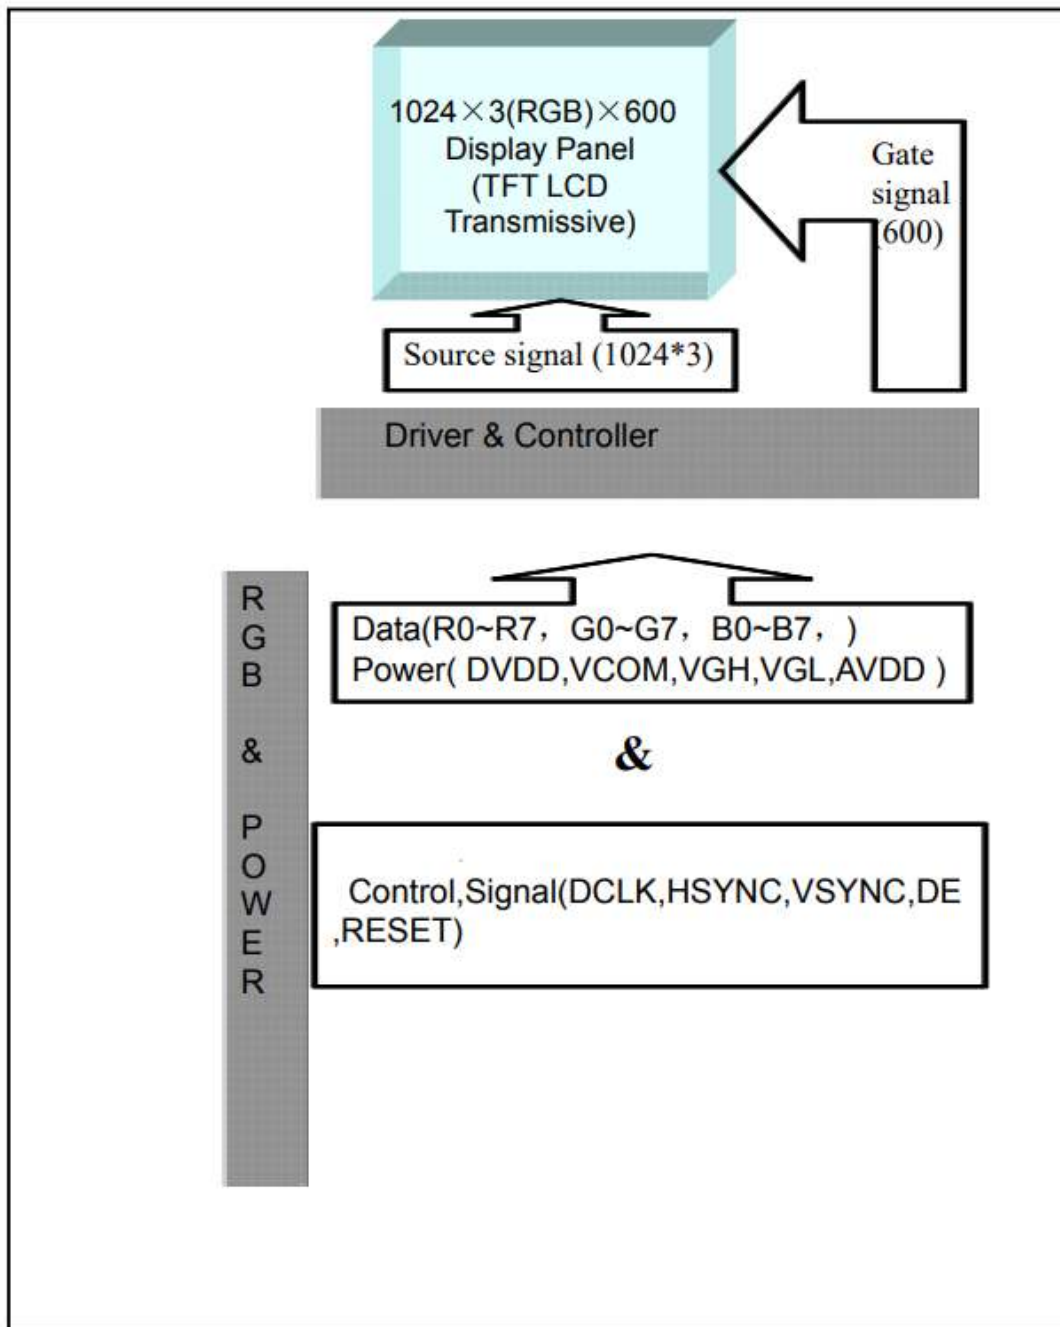 1024×3(RGB)×600
Display Panel
(TFT LCD
Transmissive)
Gate
signal
(600)
Source signal (1024*3)
Driver & Controller
R
G
B
&
P
O
W
E
R
Data(R0~R7，G0~G7，B0~B7，)
Power( DVDD,VCOM,VGH,VGL,AVDD )
&
Control,Signal(DCLK,HSYNC,VSYNC,DE
,RESET)